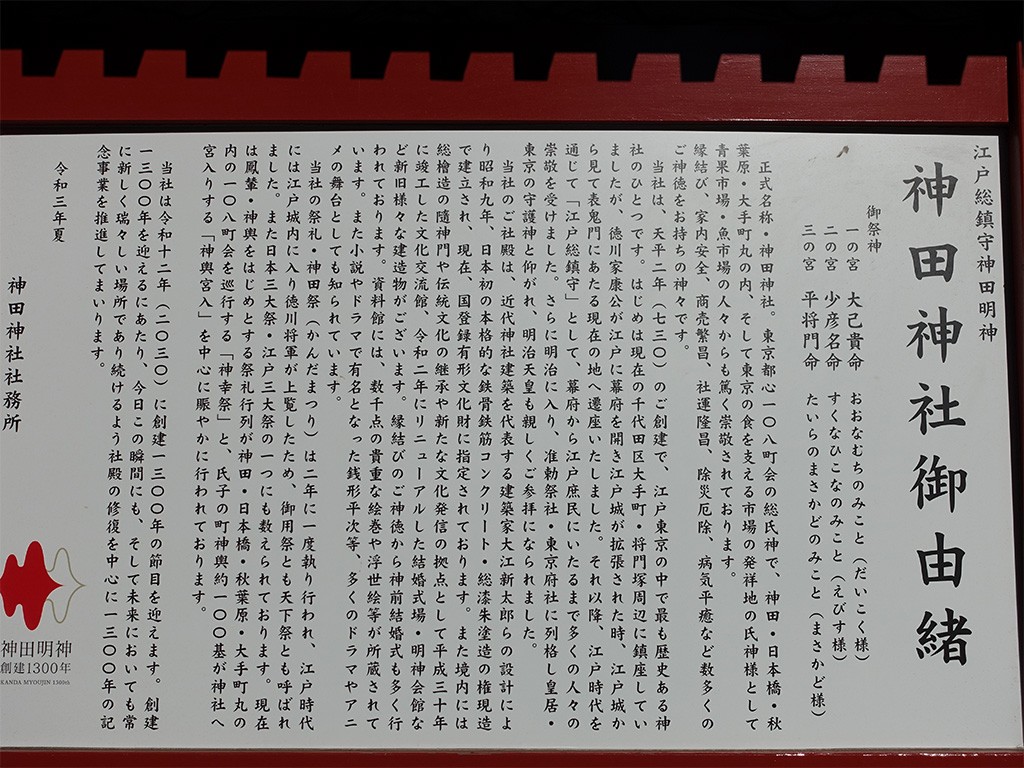 江戸総鎮守神田明神
神田神社御由緒
御祭神
一の宮　大己貴命　おおなむちのみこと（だいこく様）
二の宮　少彦名命　すくなひこなのみこと（えびす様）
三の宮　平将門命　たいらのまさかどのみこと（まさかど様）
正式名称・神田神社。東京都心一〇八町会の総氏神で、神田・日本橋・秋
葉原・大手町丸の内、そして東京の食を支える市場の発祥地の氏神様として
青果市場・魚市場の人々からも篤く崇敬されております。
縁結び、家内安全、商売繁昌、社運隆昌、除災厄除、病気平癒など数多くの
ご神徳をお持ちの神々です。
当社は、天平二年（七三〇）のご創建で、江戸東京の中で最も歴史ある神
社のひとつです。はじめは現在の千代田区大手町・将門塚周辺に鎮座してい
ましたが、徳川家康公が江戸に幕府を開き江戸城が拡張された時、江戸城か
ら見て表鬼門にあたる現在の地へ遷座いたしました。それ以降、江戸時代を
通じて「江戸総鎮守」として、幕府から江戸庶民にいたるまで多くの人々の
崇敬を受けました。さらに明治に入り、准勅祭社・東京府社に列格し皇居・
東京の守護神と仰がれ、明治天皇も親しくご参拝になられました。
当社のご社殿は、近代神社建築を代表する建築家大江新太郎らの設計によ
り昭和九年、日本初の本格的な鉄骨鉄筋コンクリート・総漆朱塗造の権現造
で建立され、現在、国登録有形文化財に指定されております。また境内には
総檜造の隨神門や伝統文化の継承や新たな文化発信の拠点として平成三十年
に竣工した文化交流館、令和二年にリニューアルした結婚式場・明神会館な
ど新旧様々な建造物がございます。縁結びのご神徳から神前結婚式も多く行
われております。資料館には、数千点の貴重な絵巻や浮世絵等が所蔵されて
います。また小説やドラマで有名となった銭形平次等、多くのドラマやアニ
メの舞台としても知られています。
当社の祭礼・神田祭（かんだまつり）は二年に一度執り行われ、江戸時代
には江戸城内に入り徳川将軍が上覧したため、御用祭とも天下祭とも呼ばれ
ました。また日本三大祭・江戸三大祭の一つにも数えられております。現在
は鳳輦・神輿をはじめとする祭礼行列が神田・日本橋・秋葉原・大手町丸の
内の一〇八町会を巡行する「神幸祭」と、氏子の町神輿約一〇〇基が神社へ
宮入りする「神輿宮入」を中心に賑やかに行われております。
当社は令和十二年（二〇三〇）に創建一三〇〇年の節目を迎えます。創建
一三〇〇年を迎えるにあたり、今日この瞬間にも、そして未来においても常
に新しく瑞々しい場所であり続けるよう社殿の修復を中心に一三〇〇年の記
念事業を推進してまいります。
令和三年夏
神田神社社務所
神田明神
創建1300年
KANDA MYOUJIN 1300th